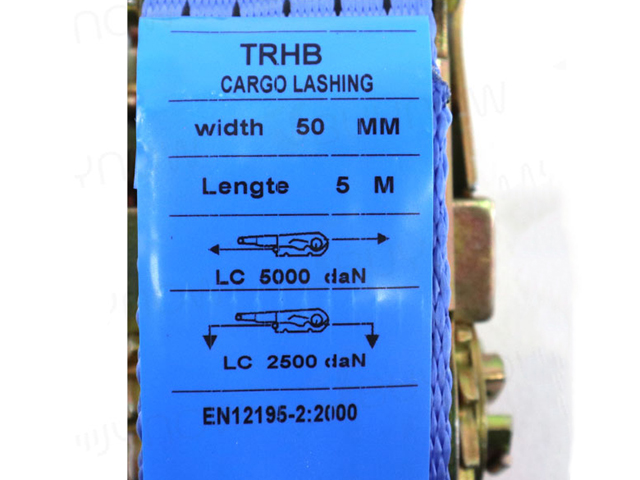 TRHB
CARGO LASHING
width 50 MM
Lengte 5 M
LC 5000 daN
LC 2500 daN
EN12195-2:2000